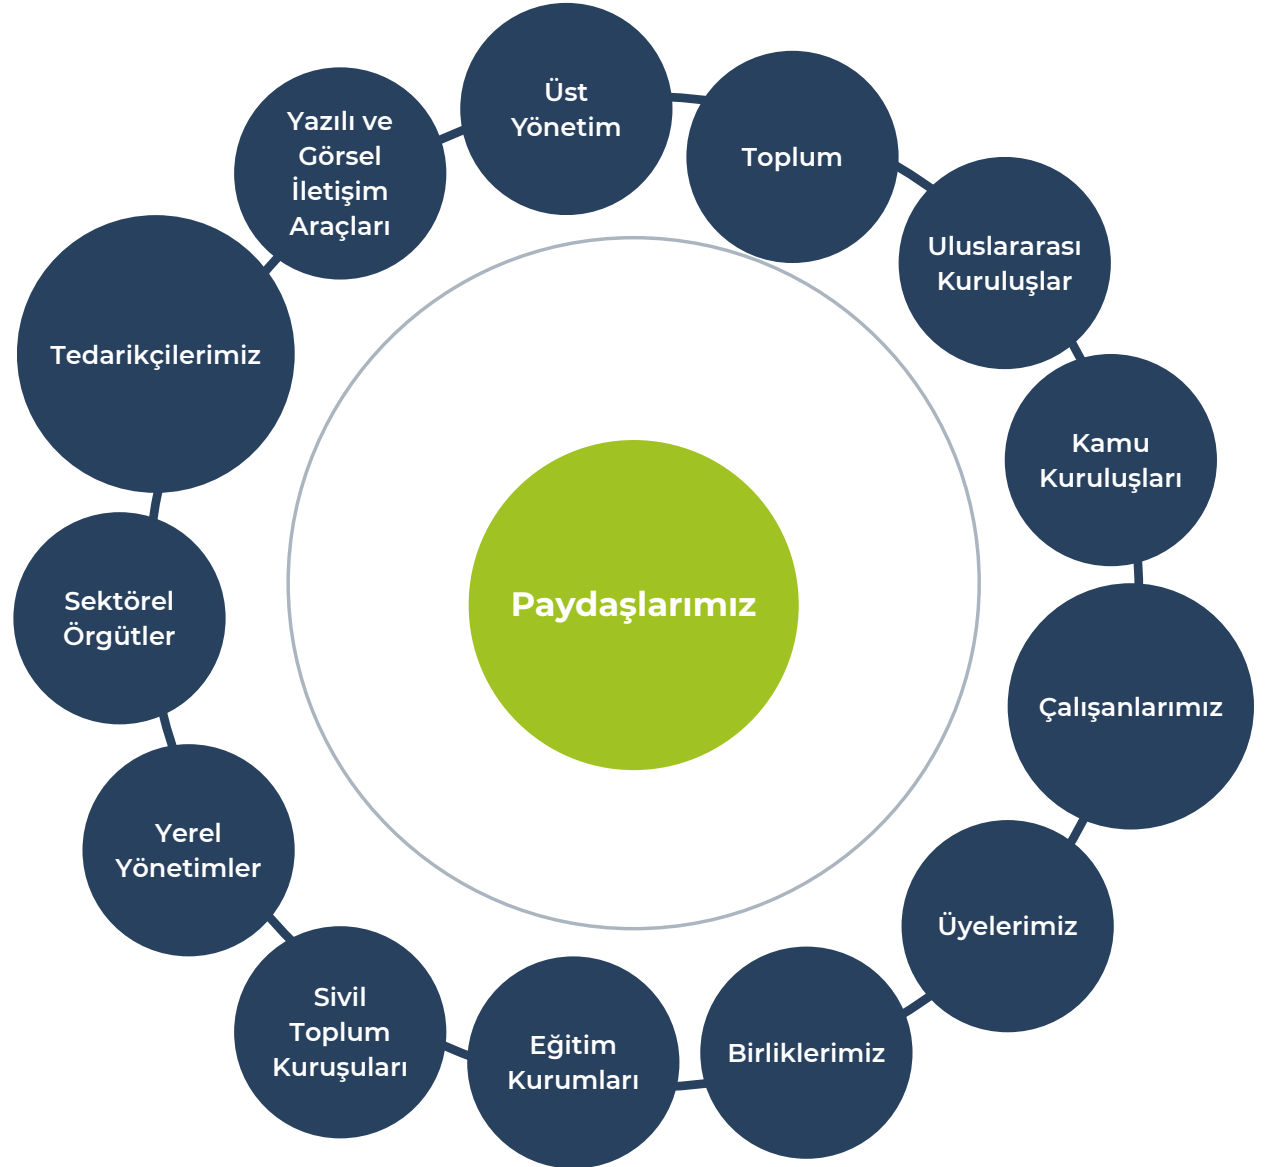 Üst
Yönetim
Toplum
Uluslararası
Kuruluşlar
Kamu
Kuruluşları
Çalışanlarımız
Üyelerimiz
Birliklerimiz
Eğitim
Kurumları
Sivil
Toplum
Kuruşuları
Yerel
Yönetimler
Sektörel
Örgütler
Tedarikçilerimiz
Yazılı ve
Görsel
İletişim
Araçları
Paydaşlarımız